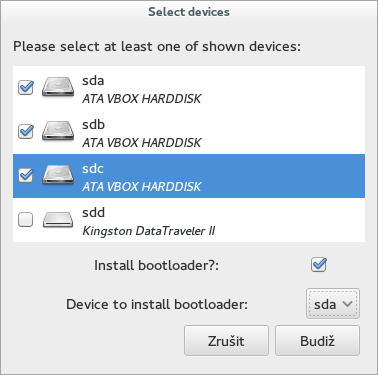 Select devices
Please select at least one of shown devices:
sda
ATA VBOX HARDDISK
sdb
ATA VBOX HARDDISK
sdc
ATA VBOX HARDDISK
sdd
Kingston DataTraveler II
Install bootloader?:
Device to install bootloader: sda
Zrušit Budiž